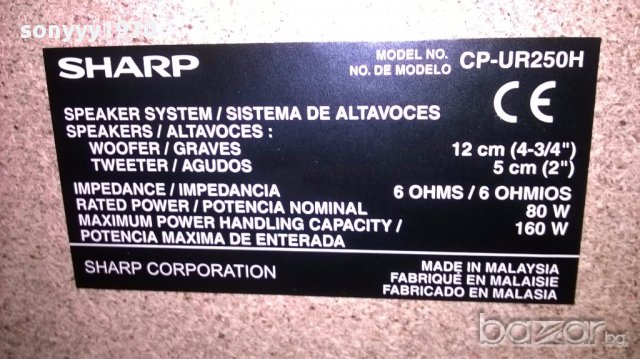 SHARP
MODEL NO.
NO. DE MODELO
CP-UR250H
SPEAKER SYSTEM / SISTEMA DE ALTAVOCES
SPEAKERS / ALTAVOCES :
WOOFER / GRAVES 12 cm (4-3/4")
TWEETER / AGUDOS 5 cm (2")
CE
IMPEDANCE / IMPEDANCIA 6 OHMS / 6 OHMIOS
RATED POWER / POTENCIA NOMINAL 80 W
MAXIMUM POWER HANDLING CAPACITY / 160 W
POTENCIA MAXIMA DE ENTERADA
SHARP CORPORATION
MADE IN MALAYSIA
FABRIQUÉ EN MALAISIE
FABRICADO EN MALASIA
bazar.bg